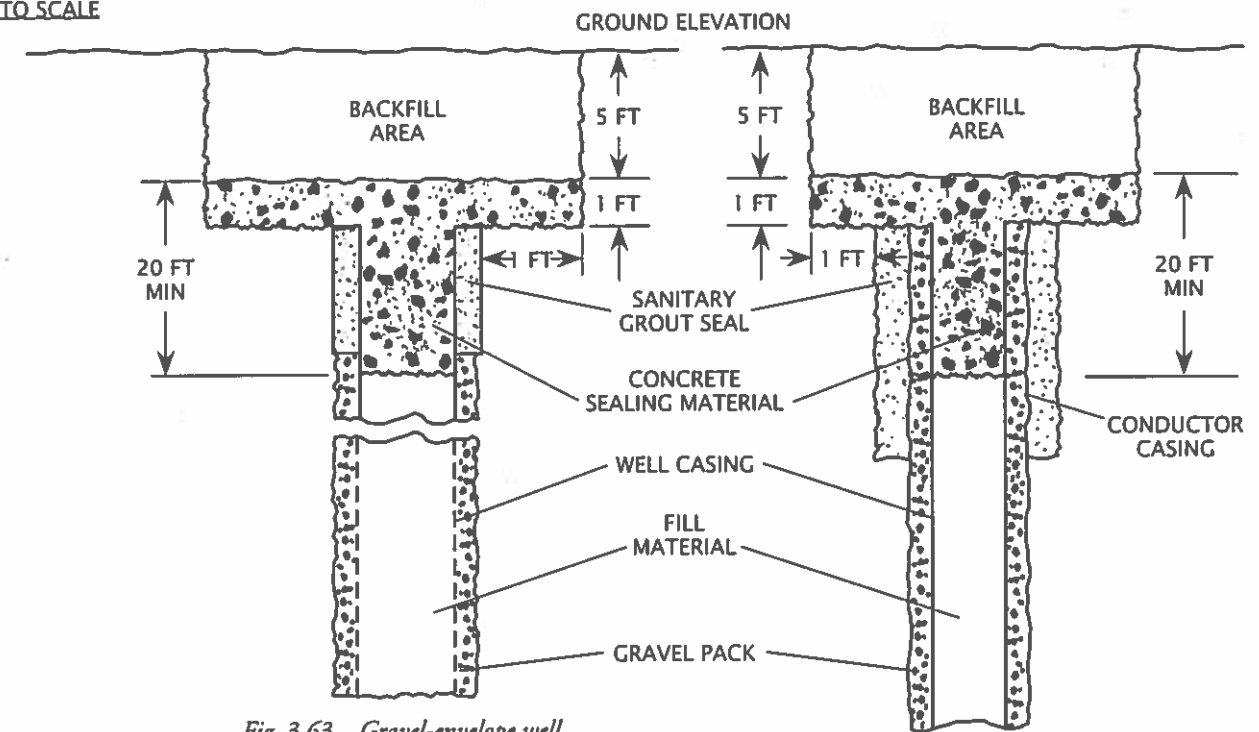 TO SCALE
GROUND ELEVATION
BACKFILL
AREA
5 FT
5 FT
BACKFILL
AREA
1 FT
1 FT
20 FT
MIN
1 FT
1 FT
20 FT
MIN
SANITARY
GROUT SEAL
CONCRETE
SEALING MATERIAL
CONDUCTOR
CASING
WELL CASING
FILL
MATERIAL
GRAVEL PACK
Fig. 3.63 Gravel-envelope well